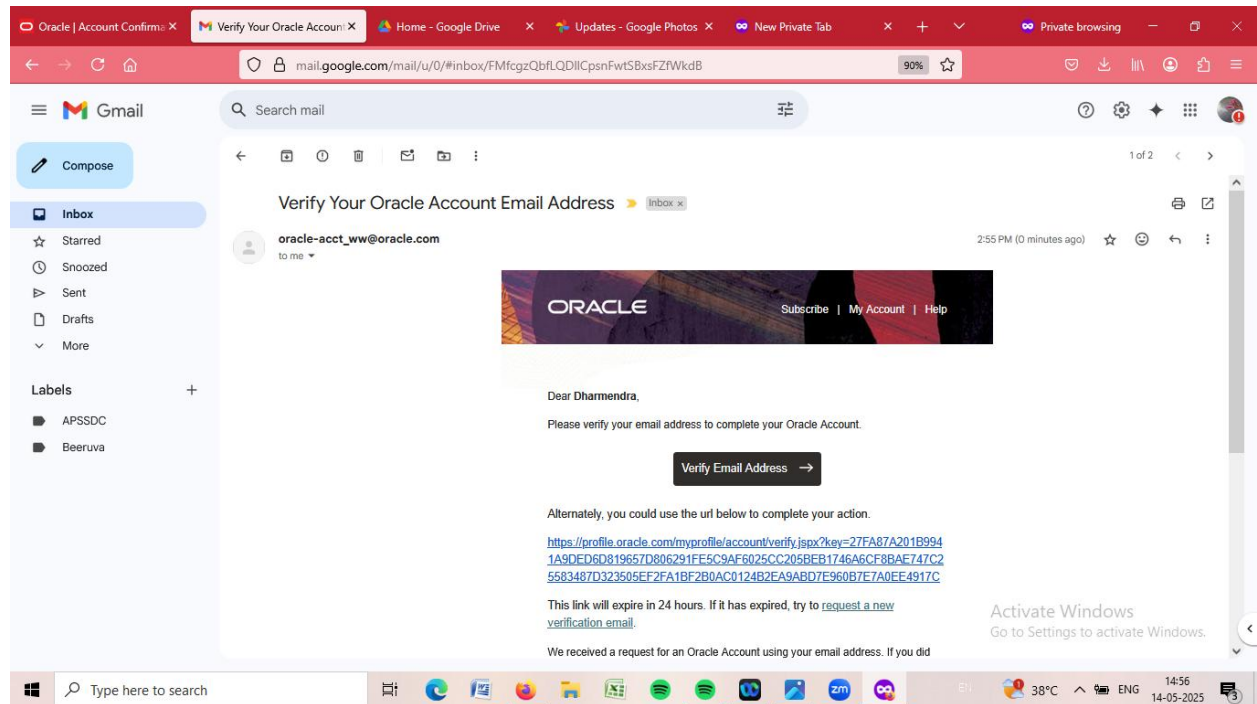 Oracle | Account Confirma
Verify Your Oracle Account
Home - Google Drive
Updates - Google Photos
New Private Tab
Private browsing
mail.google.com/mail/u/0/#inbox/FMfcgzQbfLQDlICpsnFwtSBxsFZfWkdB
90%
Gmail
Search mail
Compose
1 of 2
Verify Your Oracle Account Email Address
Inbox x
Inbox
Starred
Snoozed
Sent
Drafts
More
Labels
APSSDC
Beeruva
oracle-acct_ww@oracle.com
2:55 PM (0 minutes ago)
to me
ORACLE
Subscribe | My Account | Help
Dear Dharmendra,
Please verify your email address to complete your Oracle Account.
Verify Email Address →
Alternately, you could use the url below to complete your action.
https://profile.oracle.com/myprofile/account/verify.jspx?key=27FA87A201B994
1A9DED6D819657D806291FE5C9AF6025CC205BEB1746A6CF8BAE747C2
5583487D323505EF2FA1BF2B0AC0124B2EA9ABD7E960B7E7A0EE4917C
This link will expire in 24 hours. If it has expired, try to request a new
verification email.
We received a request for an Oracle Account using your email address. If you did
Activate Windows
Go to Settings to activate Windows.
Type here to search
zm
EN
38°C
ENG
14:56
14-05-2025
3